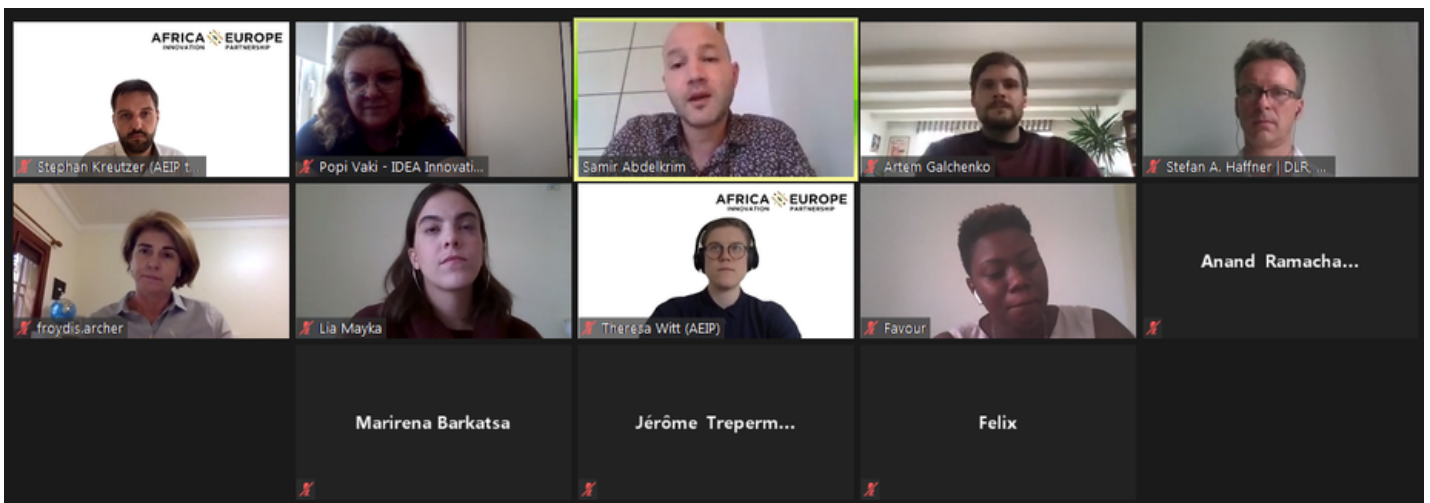 AFRICA EUROPE
INNOVATION PARTNERSHIP
Stephan Kreutzer (AEIP t...
Popi Vaki - IDEA Innovati...
Samir Abdelkrim
Artem Galchenko
Stefan A. Haffner | DLR, ...
froydis.archer
Lia Mayka
AFRICA EUROPE
INNOVATION PARTNERSHIP
Theresa Witt (AEIP)
Favour
Anand Ramacha...
Marirena Barkatsa
Jérôme Treperm...
Felix